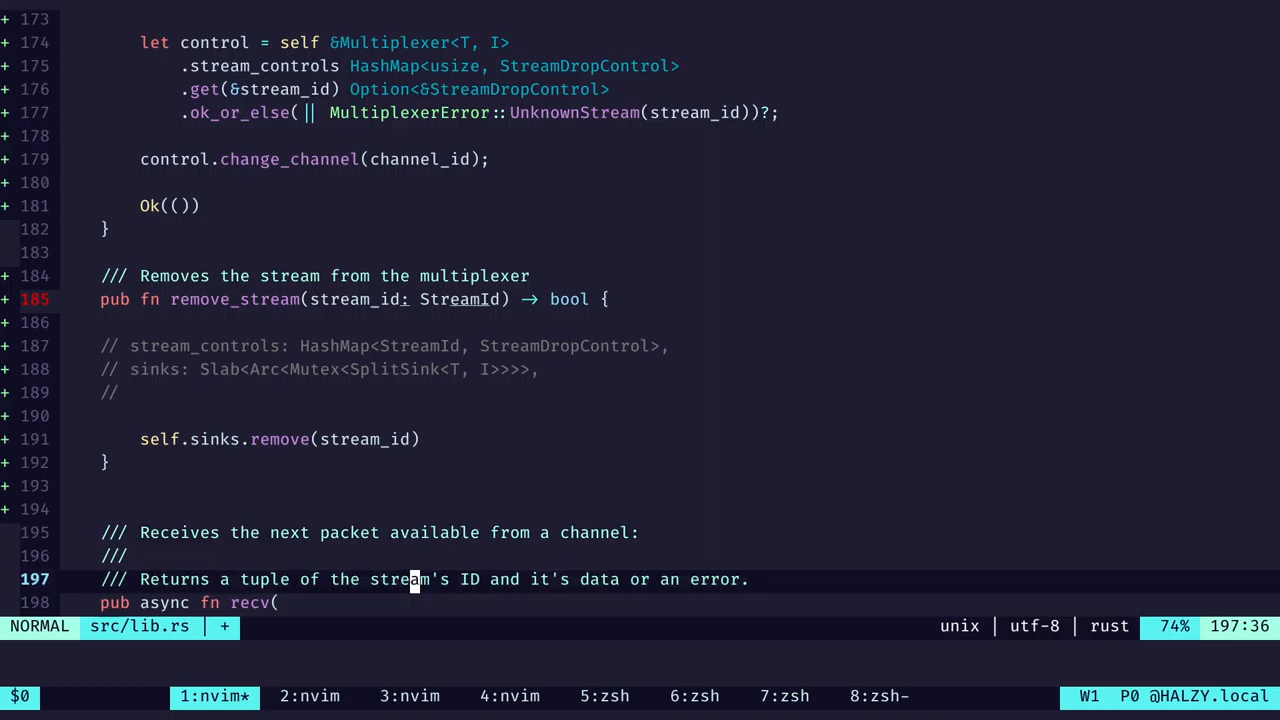 + 173
+ 174 let control = self &Multiplexer<T, I>
+ 175 .stream_controls HashMap<usize, StreamDropControl>
+ 176 .get(&stream_id) Option<&StreamDropControl>
+ 177 .ok_or_else(|| MultiplexerError::UnknownStream(stream_id))?;
+ 178
+ 179 control.change_channel(channel_id);
+ 180
+ 181 Ok(())
182 }
183
+ 184 /// Removes the stream from the multiplexer
+ 185 pub fn remove_stream(stream_id: StreamId) → bool {
+ 186
+ 187 // stream_controls: HashMap<StreamId, StreamDropControl>,
+ 188 // sinks: Slab<Arc<Mutex<SplitSink<T, I>>>>,
+ 189 //
+ 190
+ 191 self.sinks.remove(stream_id)
+ 192 }
+ 193
+ 194
195 /// Receives the next packet available from a channel:
196 ///
197 /// Returns a tuple of the stream's ID and it's data or an error.
198 pub async fn recv(
NORMAL src/lib.rs | + unix | utf-8 | rust 74% 197:36
$0 1:nvim* 2:nvim 3:nvim 4:nvim 5:zsh 6:zsh 7:zsh 8:zsh- W1 P0 @HALZY.local